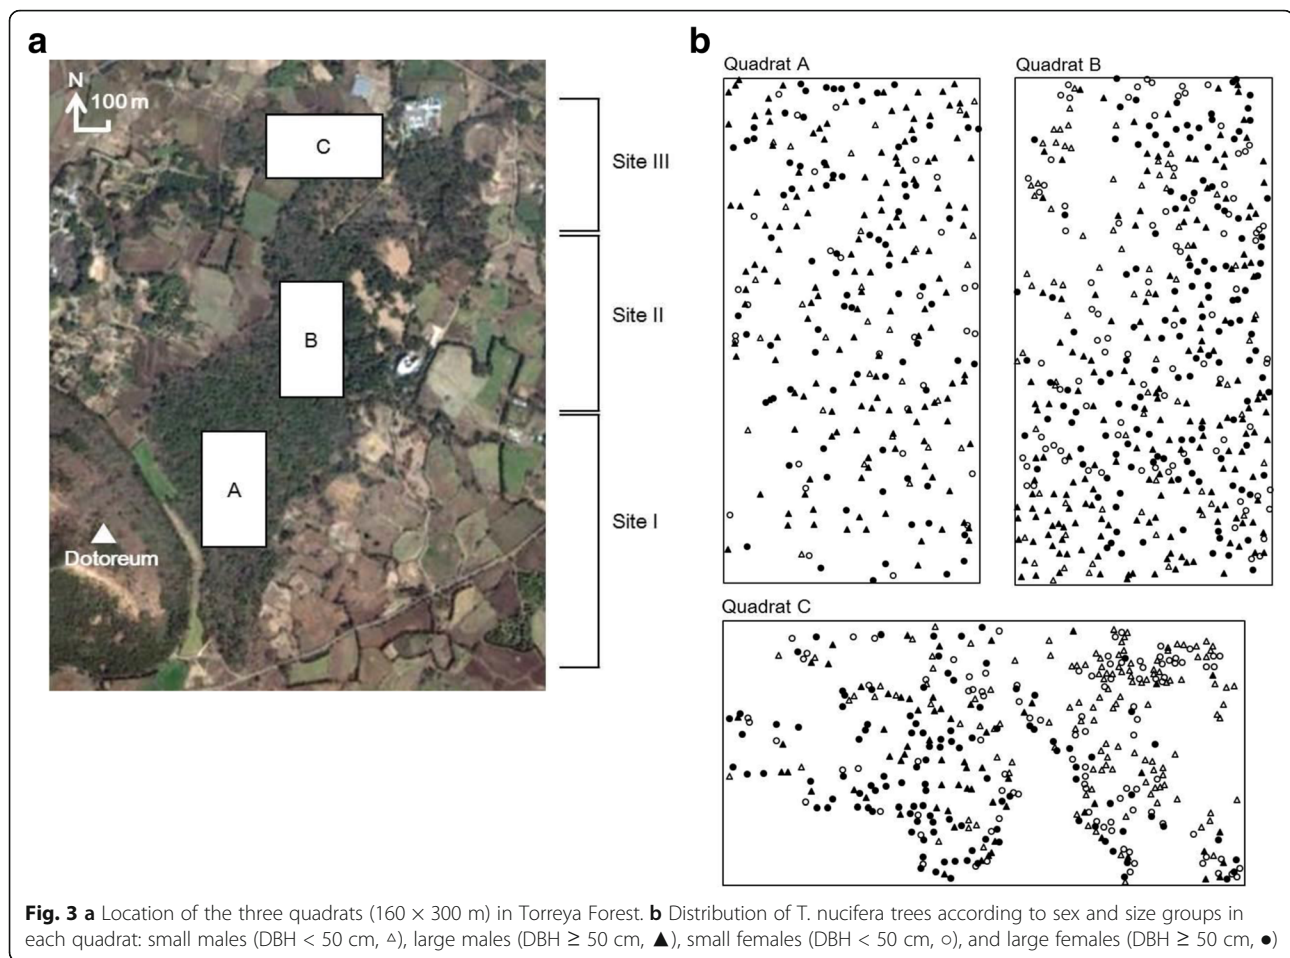 a
N
100 m
C
B
A
Dotoreum
Site III
Site II
Site I
b
Quadrat A
Quadrat B
Quadrat C
Fig. 3 a Location of the three quadrats (160 × 300 m) in Torreya Forest. b Distribution of T. nucifera trees according to sex and size groups in
each quadrat: small males (DBH < 50 cm, △), large males (DBH ≥ 50 cm, ▲), small females (DBH < 50 cm, ○), and large females (DBH ≥ 50 cm, ●)